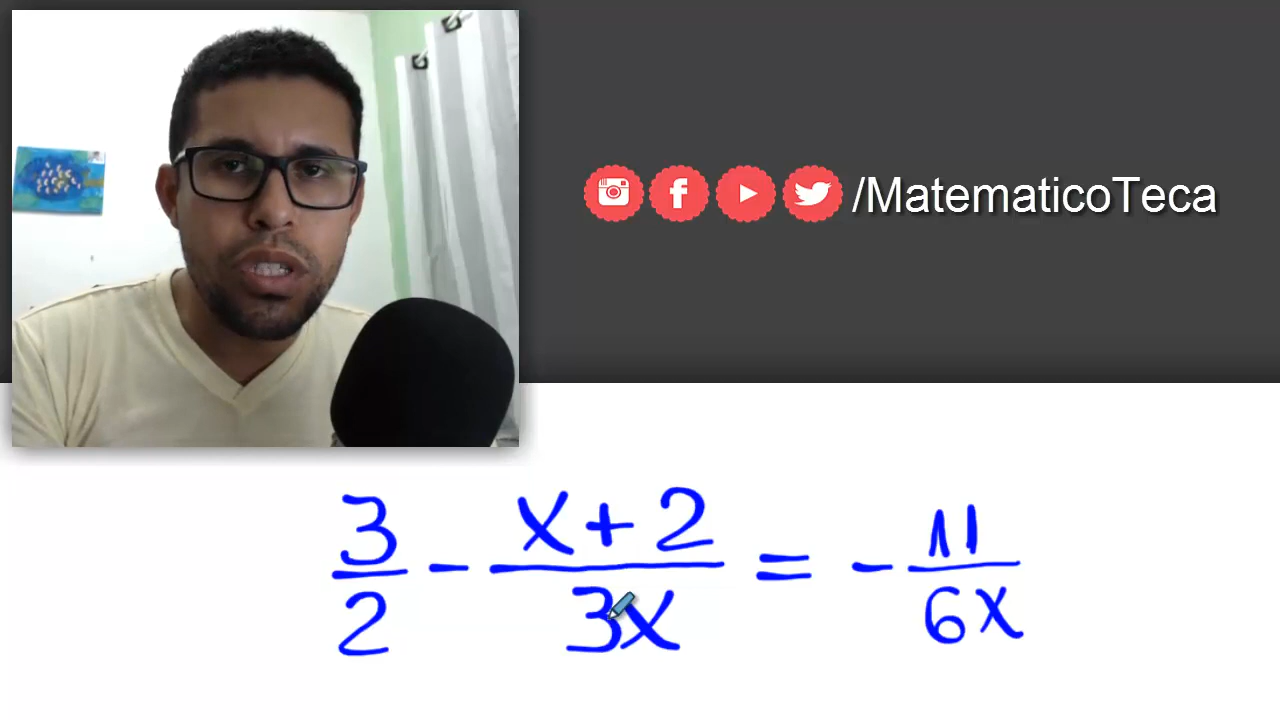 /MatematicoTeca
3/2 - (x+2)/(3x) = - 11/(6x)